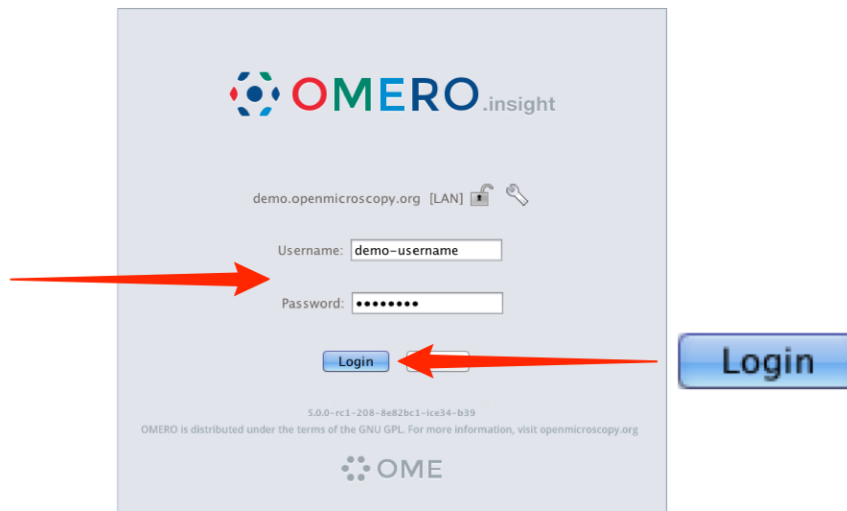 OMERO.insight
demo.openmicroscopy.org [LAN]
Username: demo-username
Password: ••••••••
Login
Login
5.0.0-rc1-208-8e82bc1-ice34-b39
OMERO is distributed under the terms of the GNU GPL. For more information, visit openmicroscopy.org
OME